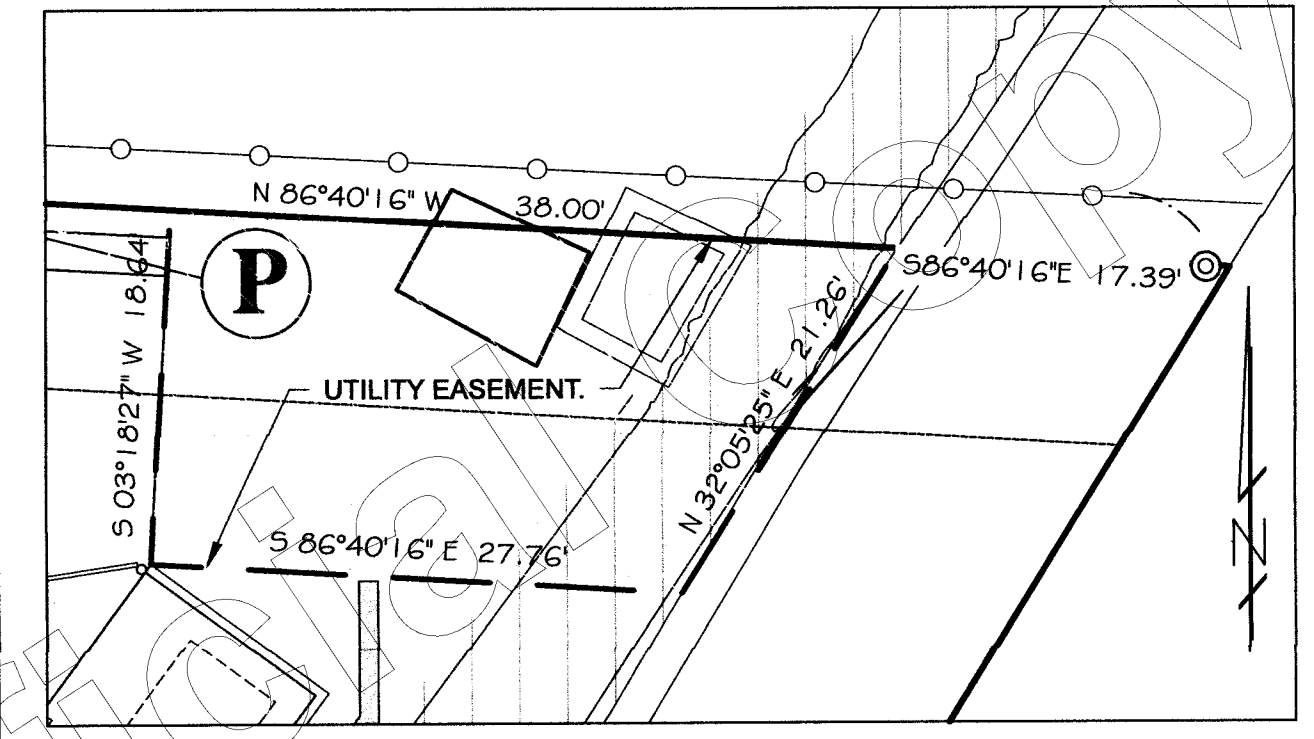 N 86°40'16" W 38.00'
S86°40'16"E 17.39'
P
S 03°18'27" W 18.64'
N 32°05'25" E 21.26'
UTILITY EASEMENT.
S 86°40'16" E 27.76'
N